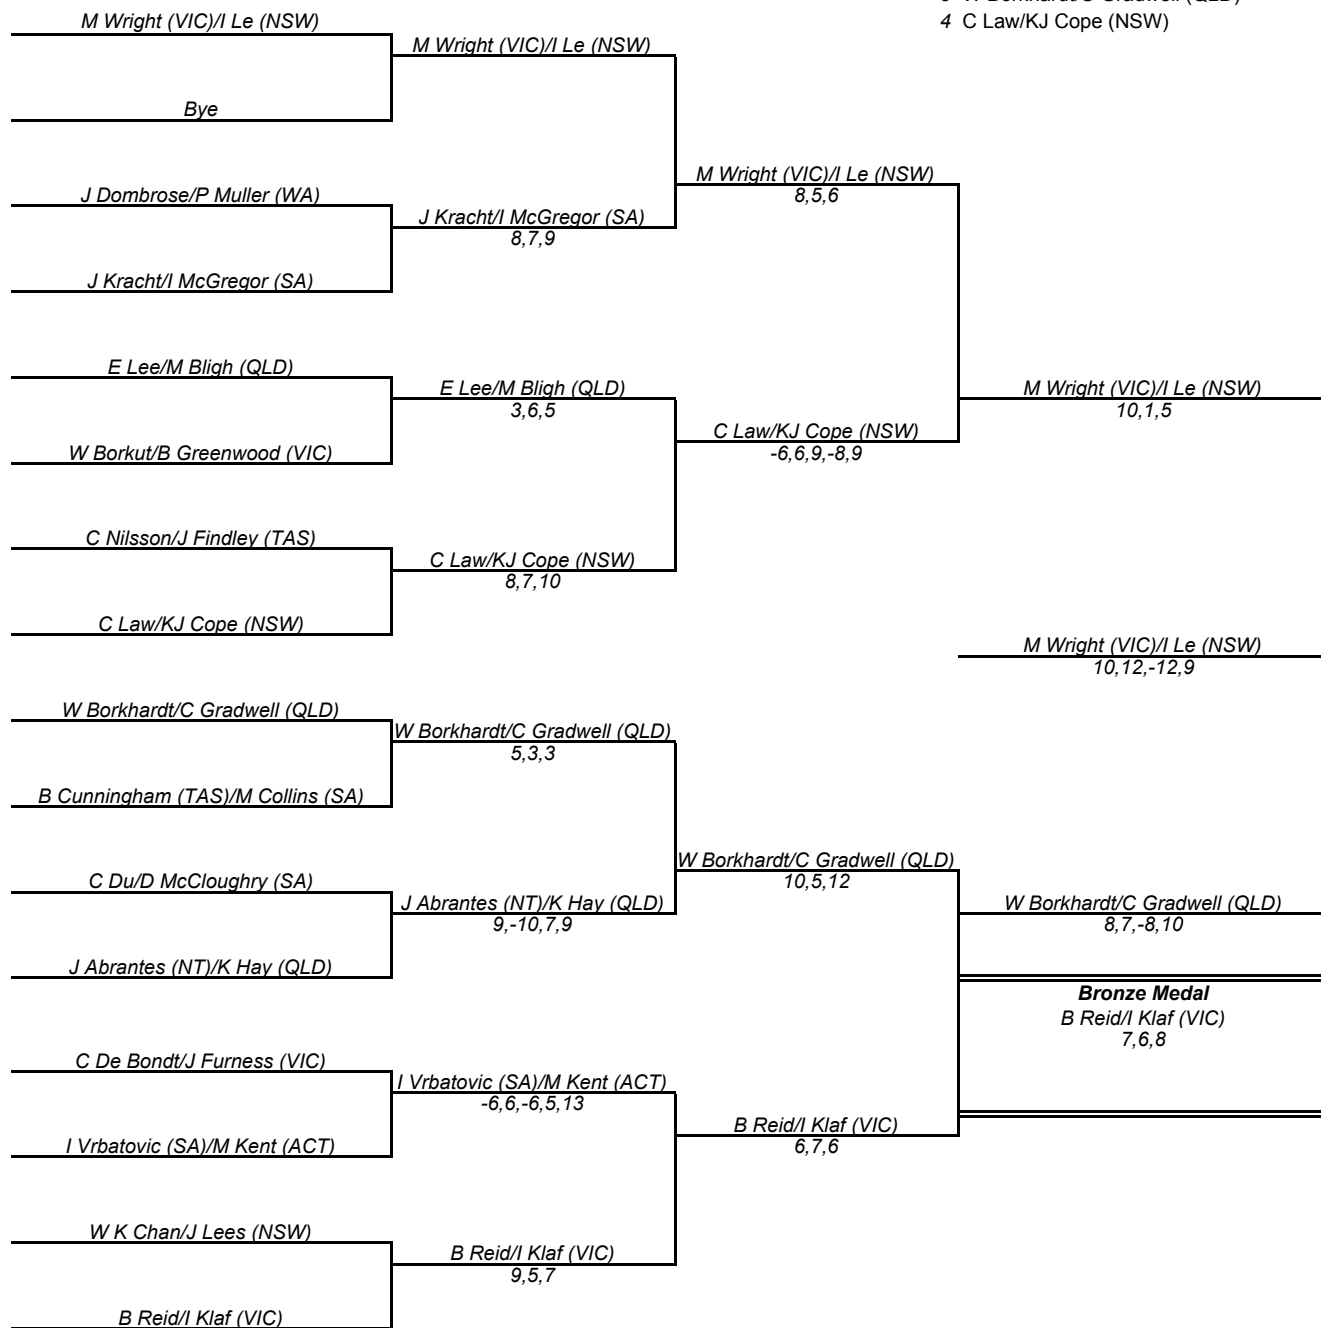 3 W Borkhardt/C Gradwell (QLD)
4 C Law/KJ Cope (NSW)
M Wright (VIC)/I Le (NSW)
M Wright (VIC)/I Le (NSW)
Bye
M Wright (VIC)/I Le (NSW)
8,5,6
J Dombrose/P Muller (WA)
J Kracht/I McGregor (SA)
8,7,9
J Kracht/I McGregor (SA)
E Lee/M Bligh (QLD)
E Lee/M Bligh (QLD)
3,6,5
M Wright (VIC)/I Le (NSW)
10,1,5
C Law/KJ Cope (NSW)
-6,6,9,-8,9
W Borkut/B Greenwood (VIC)
C Nilsson/J Findley (TAS)
C Law/KJ Cope (NSW)
8,7,10
C Law/KJ Cope (NSW)
M Wright (VIC)/I Le (NSW)
10,12,-12,9
W Borkhardt/C Gradwell (QLD)
W Borkhardt/C Gradwell (QLD)
5,3,3
B Cunningham (TAS)/M Collins (SA)
W Borkhardt/C Gradwell (QLD)
10,5,12
C Du/D McCloughry (SA)
J Abrantes (NT)/K Hay (QLD)
9,-10,7,9
W Borkhardt/C Gradwell (QLD)
8,7,-8,10
J Abrantes (NT)/K Hay (QLD)
Bronze Medal
B Reid/I Klaf (VIC)
7,6,8
C De Bondt/J Furness (VIC)
I Vrbatovic (SA)/M Kent (ACT)
-6,6,-6,5,13
B Reid/I Klaf (VIC)
6,7,6
I Vrbatovic (SA)/M Kent (ACT)
W K Chan/J Lees (NSW)
B Reid/I Klaf (VIC)
9,5,7
B Reid/I Klaf (VIC)